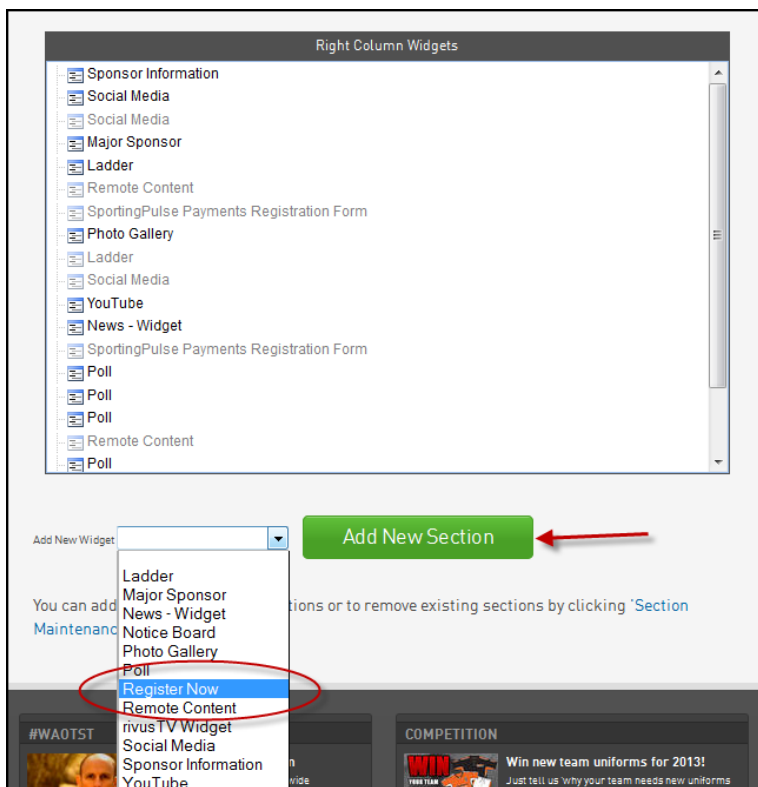 Right Column Widgets
Sponsor Information
Social Media
Social Media
Major Sponsor
Ladder
Remote Content
SportingPulse Payments Registration Form
Photo Gallery
Ladder
Social Media
YouTube
News - Widget
SportingPulse Payments Registration Form
Poll
Poll
Poll
Remote Content
Poll
Add New Widget
Add New Section
Ladder
Major Sponsor
News - Widget
Notice Board
Photo Gallery
Poll
Register Now
Remote Content
rivusTV Widget
Social Media
Sponsor Information
YouTube
You can add tions or to remove existing sections by clicking 'Section
Maintenanc
#WAOTST
n
wide
COMPETITION
WIN
YOUR TEAM
Win new team uniforms for 2013!
Just tell us why your team needs new uniforms